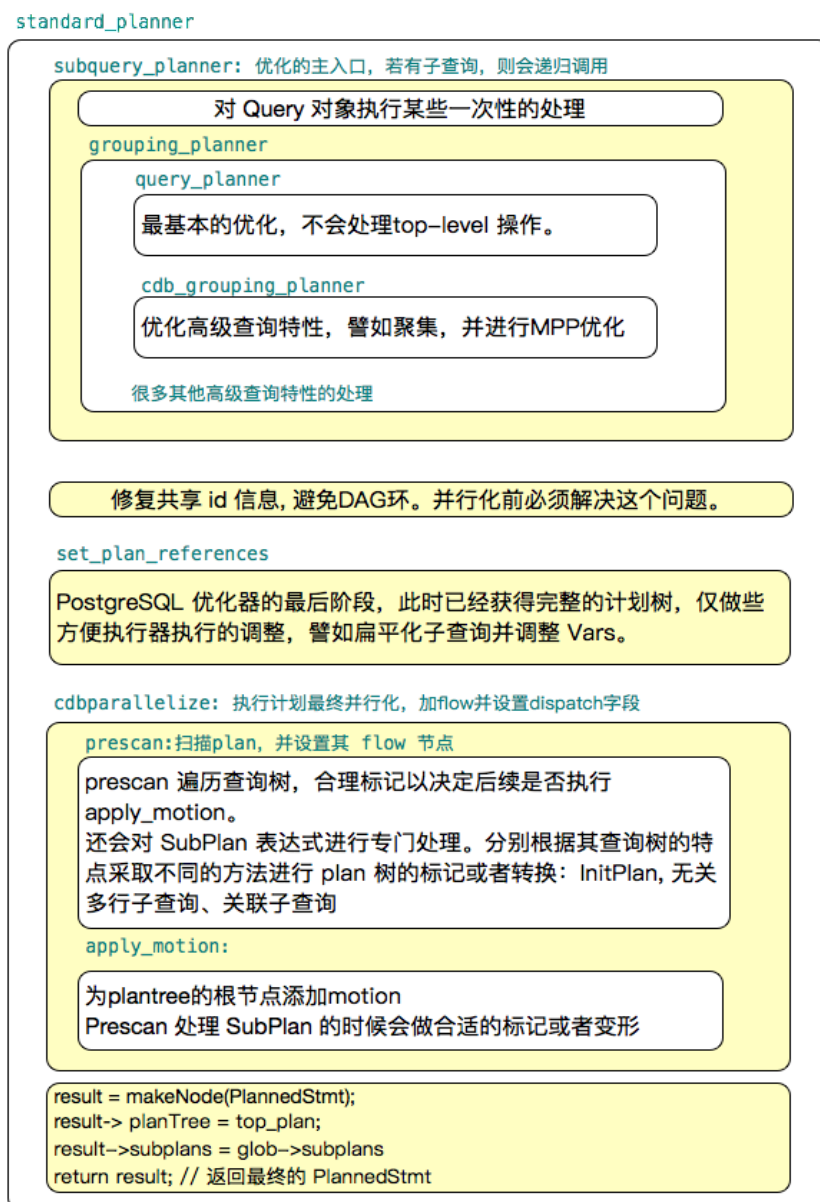 standard_planner
subquery_planner: 优化的主入口，若有子查询，则会递归调用
对 Query 对象执行某些一次性的处理
grouping_planner
query_planner
最基本的优化，不会处理top-level 操作。
cdb_grouping_planner
优化高级查询特性，譬如聚集，并进行MPP优化
很多其他高级查询特性的处理
修复共享 id 信息, 避免DAG环。并行化前必须解决这个问题。
set_plan_references
PostgreSQL 优化器的最后阶段，此时已经获得完整的计划树，仅做些
方便执行器执行的调整，譬如扁平化子查询并调整 Vars。
cdbparallelize: 执行计划最终并行化，加flow并设置dispatch字段
prescan:扫描plan，并设置其 flow 节点
prescan 遍历查询树，合理标记以决定后续是否执行
apply_motion。
还会对 SubPlan 表达式进行专门处理。分别根据其查询树的特
点采取不同的方法进行 plan 树的标记或者转换：InitPlan, 无关
多行子查询、关联子查询
apply_motion:
为plantree的根节点添加motion
Prescan 处理 SubPlan 的时候会做合适的标记或者变形
result = makeNode(PlannedStmt);
result-> planTree = top_plan;
result->subplans = glob->subplans
return result; // 返回最终的 PlannedStmt